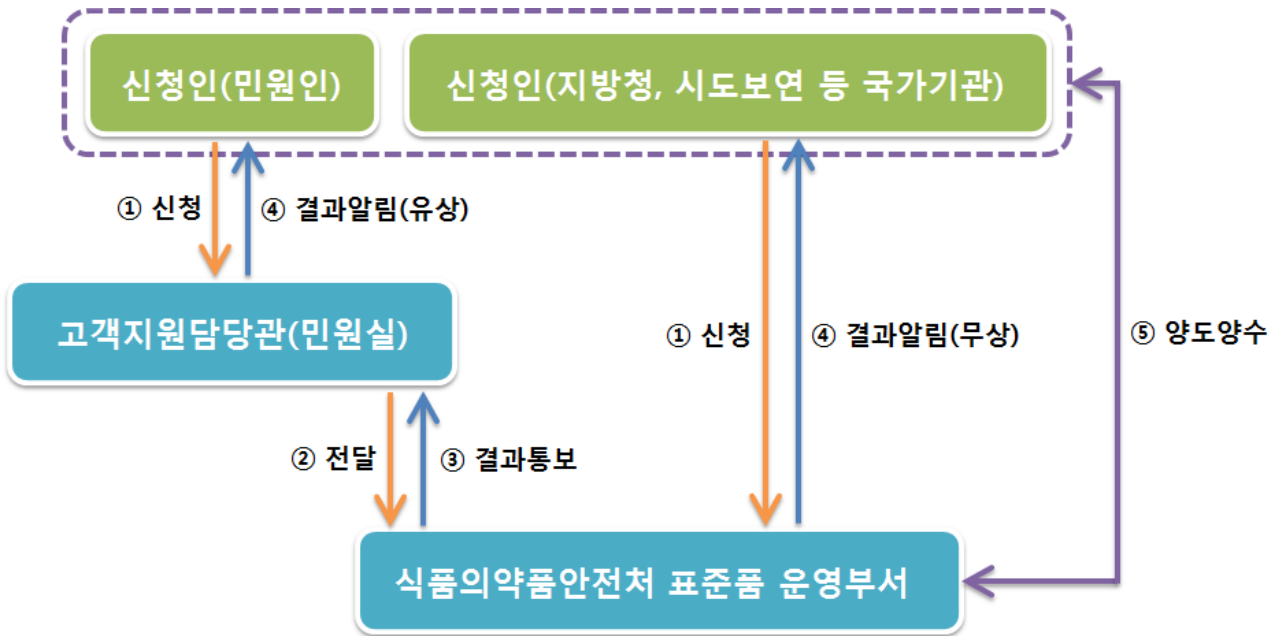 신청인(민원인)
신청인(지방청, 시도보연 등 국가기관)
① 신청
④ 결과알림(유상)
고객지원담당관(민원실)
① 신청
④ 결과알림(무상)
⑤ 양도양수
② 전달
③ 결과통보
식품의약품안전처 표준품 운영부서